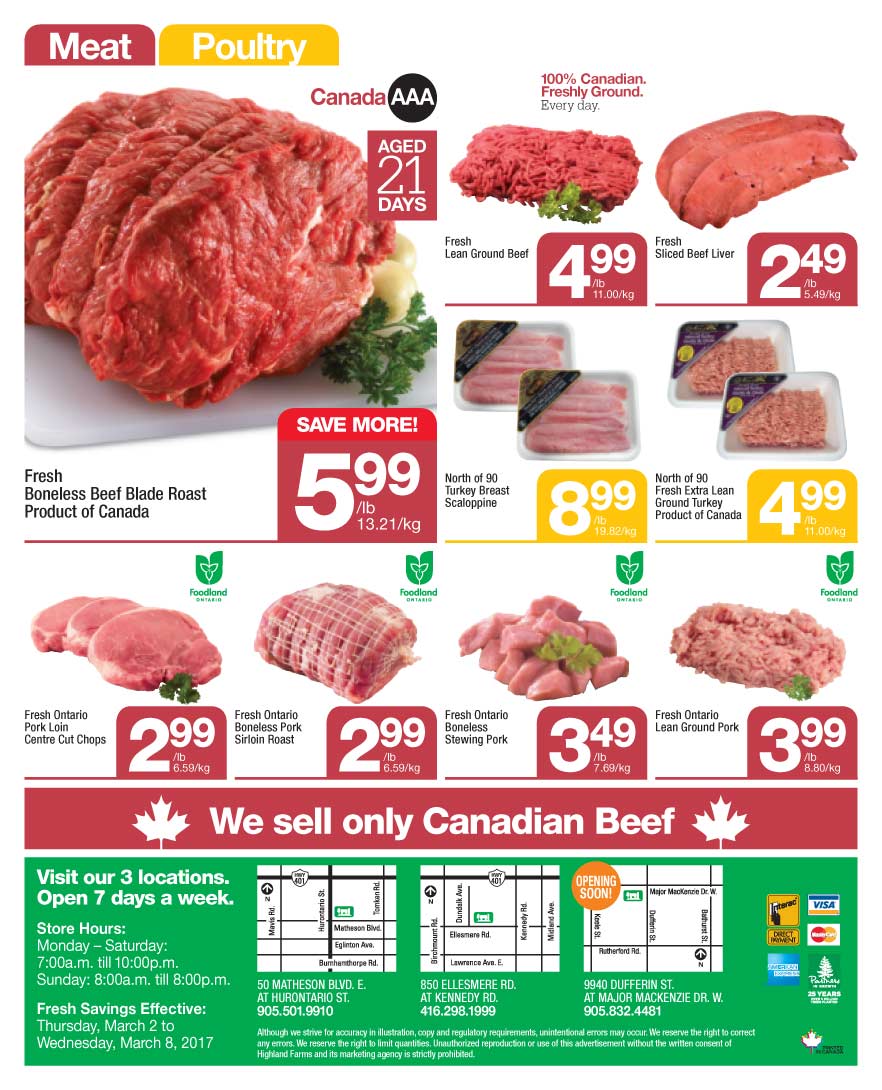 Meat
Poultry
Canada AAA
AGED
21
DAYS
SAVE MORE!
Fresh
Boneless Beef Blade Roast
Product of Canada
5.99
/lb
13.21/kg
100% Canadian.
Freshly Ground.
Every day.
Fresh
Lean Ground Beef
4.99
/lb
11.00/kg
Fresh
Sliced Beef Liver
2.49
/lb
5.49/kg
North of 90
Turkey Breast
Scaloppine
8.99
/lb
19.82/kg
North of 90
Fresh Extra Lean
Ground Turkey
Product of Canada
4.99
/lb
11.00/kg
Foodland
ONTARIO
Fresh Ontario
Pork Loin
Centre Cut Chops
2.99
/lb
6.59/kg
Foodland
ONTARIO
Fresh Ontario
Boneless Pork
Sirloin Roast
2.99
/lb
6.59/kg
Foodland
ONTARIO
Fresh Ontario
Boneless
Stewing Pork
3.49
/lb
7.69/kg
Foodland
ONTARIO
Fresh Ontario
Lean Ground Pork
3.99
/lb
8.80/kg
We sell only Canadian Beef
Visit our 3 locations.
Open 7 days a week.
Store Hours:
Monday – Saturday:
7:00a.m. till 10:00p.m.
Sunday: 8:00a.m. till 8:00p.m.
Fresh Savings Effective:
Thursday, March 2 to
Wednesday, March 8, 2017
HWY
401
N
Mavis Rd.
Hurontario St.
Tomken Rd.
Matheson Blvd.
Eglinton Ave.
Burnhamthorpe Rd.
50 MATHESON BLVD. E.
AT HURONTARIO ST.
905.501.9910
HWY
401
N
Birchmount Rd.
Dundalk Ave.
Kennedy Rd.
Midland Ave.
Ellesmere Rd.
Lawrence Ave. E.
850 ELLESMERE RD.
AT KENNEDY RD.
416.298.1999
OPENING
SOON!
Major MacKenzie Dr. W.
Keele St.
Dufferin St.
Bathurst St.
Rutherford Rd.
N
9940 DUFFERIN ST.
AT MAJOR MACKENZIE DR. W.
905.832.4481
Interac
DIRECT
PAYMENT
VISA
MasterCard
AMERICAN
EXPRESS
Partners
IN GROWTH
25 YEARS
Although we strive for accuracy in illustration, copy and regulatory requirements, unintentional errors may occur. We reserve the right to correct
any errors. We reserve the right to limit quantities. Unauthorized reproduction or use of this advertisement without the written consent of
Highland Farms and its marketing agency is strictly prohibited.
PRINTED
IN CANADA